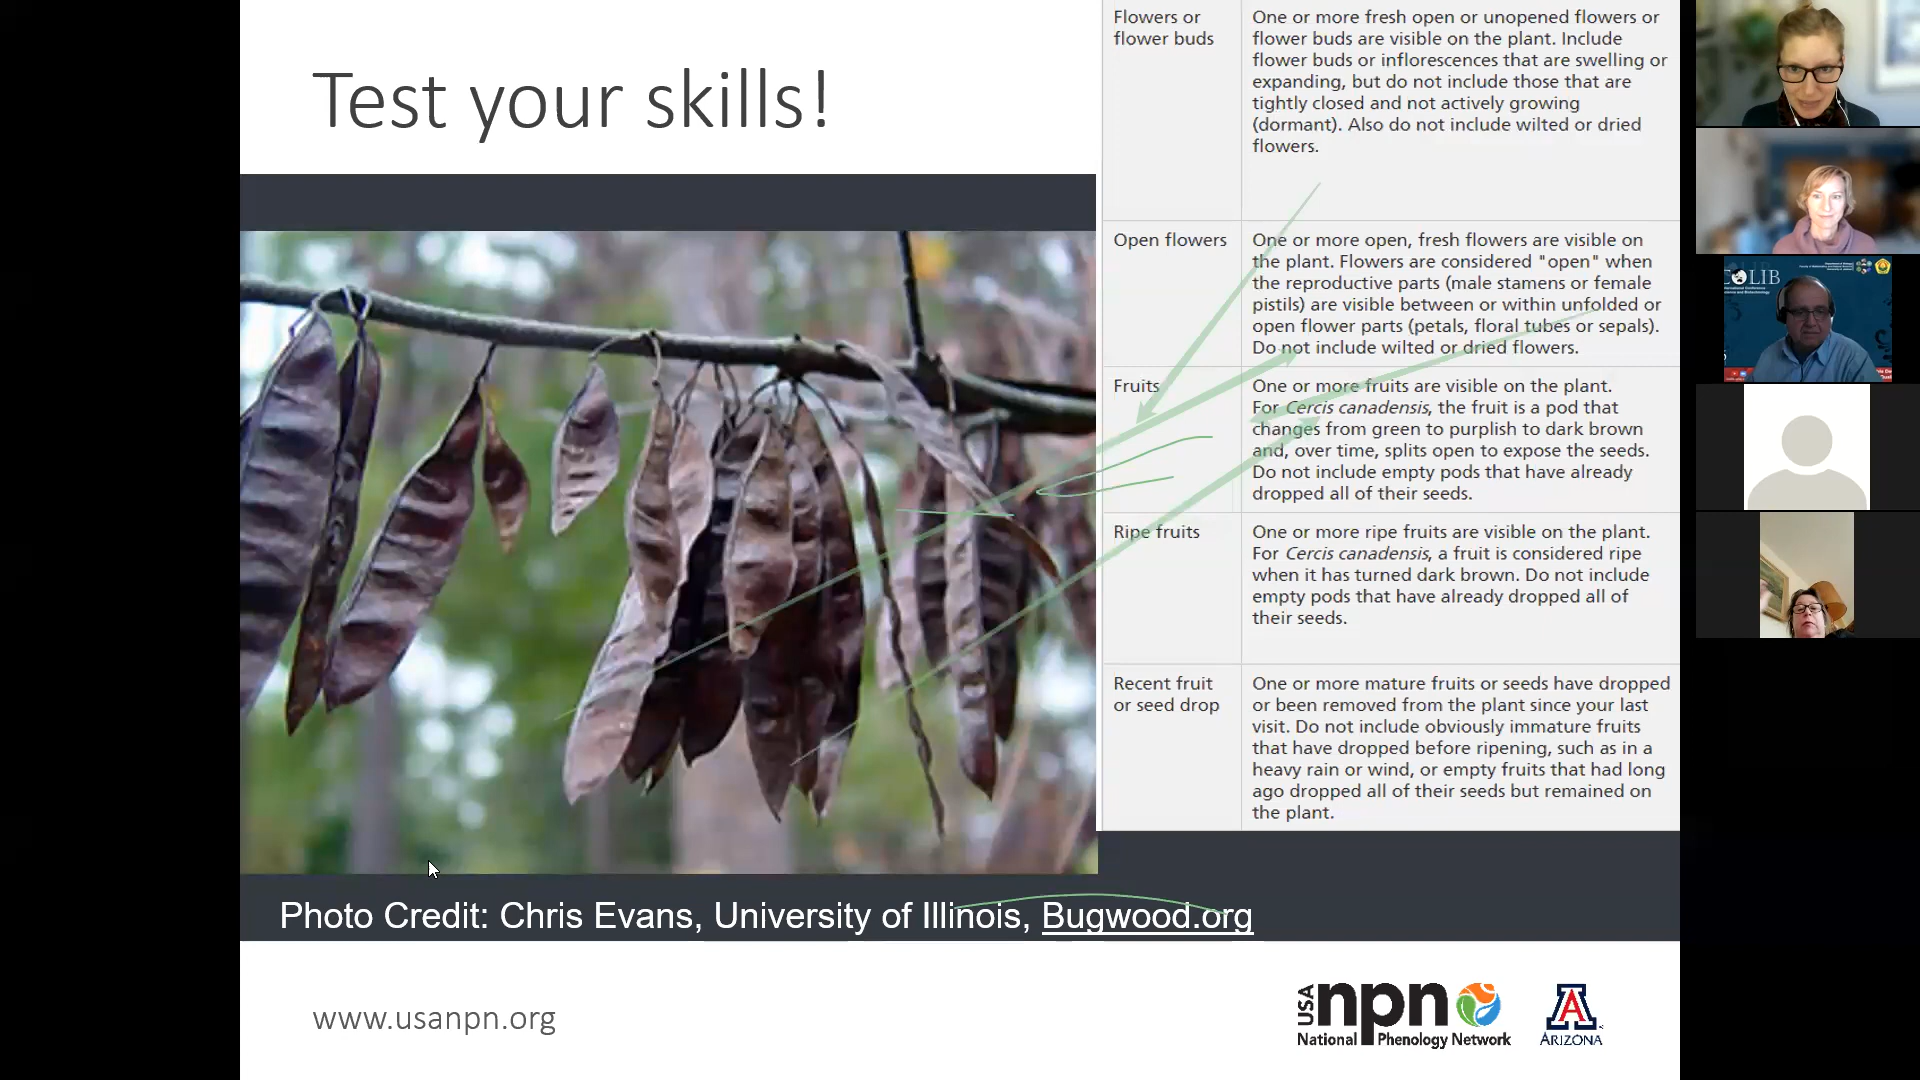 Test your skills!
Flowers or
flower buds
One or more fresh open or unopened flowers or
flower buds are visible on the plant. Include
flower buds or inflorescences that are swelling or
expanding, but do not include those that are
tightly closed and not actively growing
(dormant). Also do not include wilted or dried
flowers.
Open flowers
One or more open, fresh flowers are visible on
the plant. Flowers are considered "open" when
the reproductive parts (male stamens or female
pistils) are visible between or within unfolded or
open flower parts (petals, floral tubes or sepals).
Do not include wilted or dried flowers.
Fruits
One or more fruits are visible on the plant.
For Cercis canadensis, the fruit is a pod that
changes from green to purplish to dark brown
and, over time, splits open to expose the seeds.
Do not include empty pods that have already
dropped all of their seeds.
Ripe fruits
One or more ripe fruits are visible on the plant.
For Cercis canadensis, a fruit is considered ripe
when it has turned dark brown. Do not include
empty pods that have already dropped all of
their seeds.
Recent fruit
or seed drop
One or more mature fruits or seeds have dropped
or been removed from the plant since your last
visit. Do not include obviously immature fruits
that have dropped before ripening, such as in a
heavy rain or wind, or empty fruits that had long
ago dropped all of their seeds but remained on
the plant.
Photo Credit: Chris Evans, University of Illinois, Bugwood.org
www.usanpn.org
USA npn
National Phenology Network
A
ARIZONA